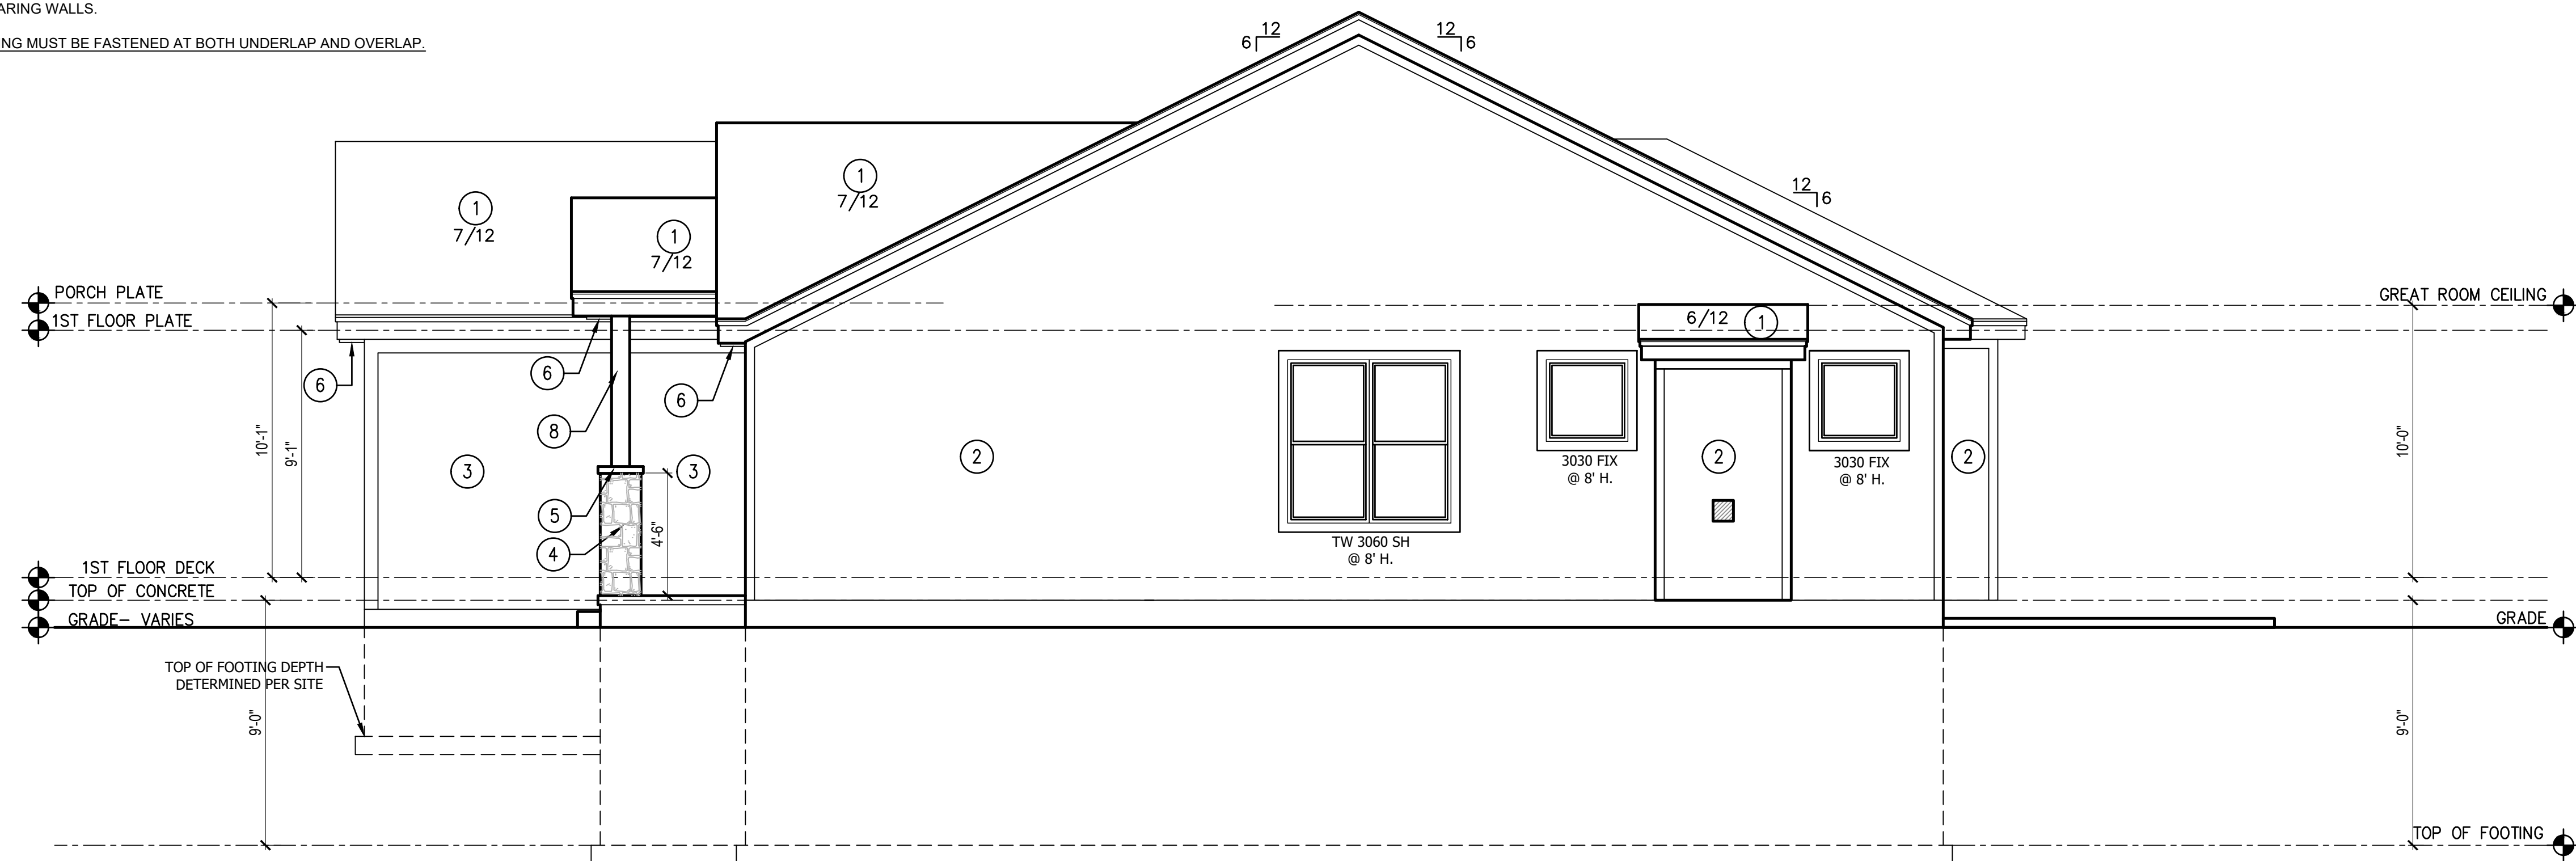 ARING WALLS.
NG MUST BE FASTENED AT BOTH UNDERLAP AND OVERLAP.
12
6
12
6
1
7/12
1
7/12
1
7/12
12
6
PORCH PLATE
1ST FLOOR PLATE
GREAT ROOM CEILING
6/12 1
6
6
6
8
10'-1"
9'-1"
3
3
2
2
2
5
4
4'-6"
TW 3060 SH
@ 8' H.
3030 FIX
@ 8' H.
3030 FIX
@ 8' H.
10'-0"
1ST FLOOR DECK
TOP OF CONCRETE
GRADE- VARIES
GRADE
TOP OF FOOTING DEPTH
DETERMINED PER SITE
9'-0"
9'-0"
TOP OF FOOTING